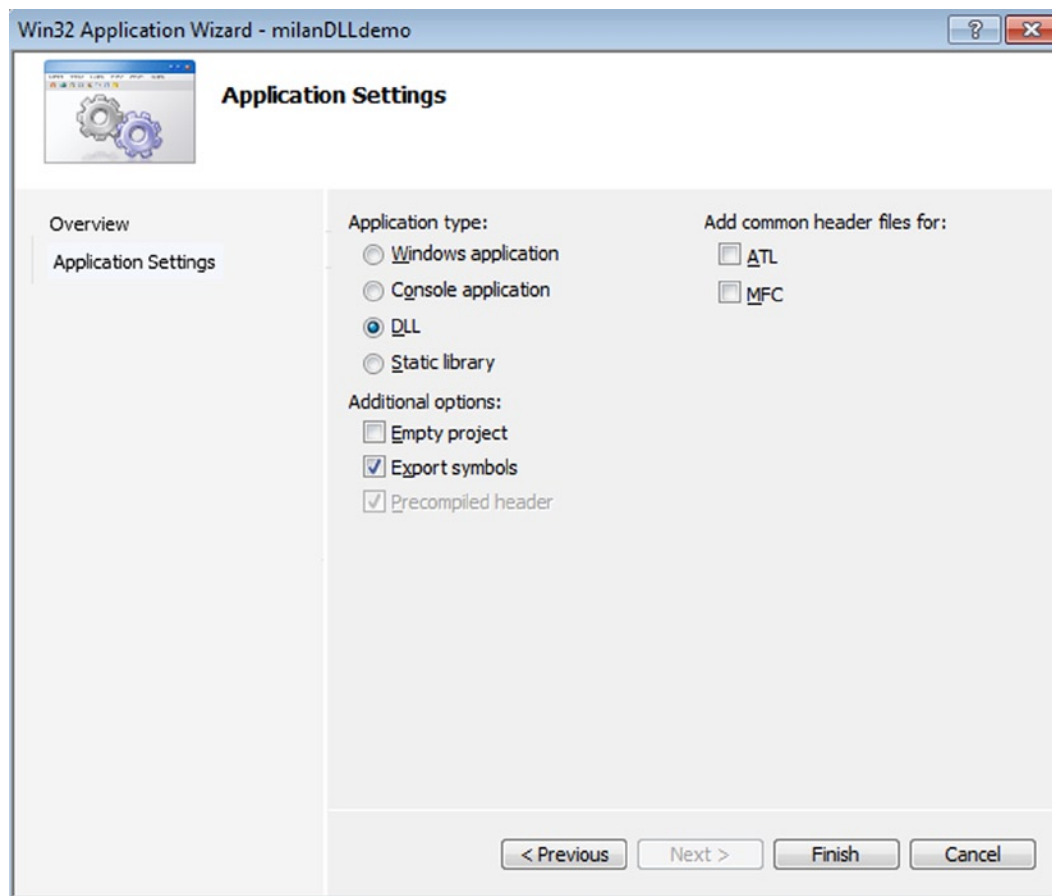 Win32 Application Wizard - milanDLLdemo
Application Settings
Overview
Application Settings
Application type:
Windows application
Console application
DLL
Static library
Additional options:
Empty project
Export symbols
Precompiled header
Add common header files for:
ATL
MFC
< Previous
Next >
Finish
Cancel